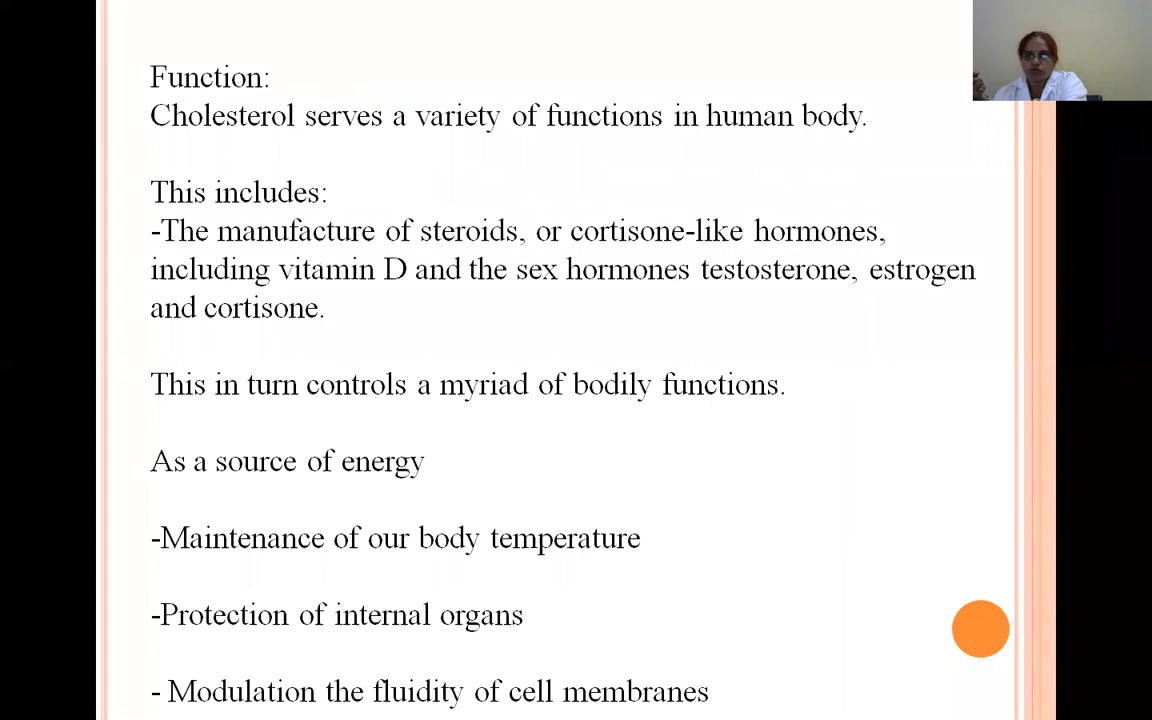 Function:
Cholesterol serves a variety of functions in human body.
This includes:
-The manufacture of steroids, or cortisone-like hormones,
including vitamin D and the sex hormones testosterone, estrogen
and cortisone.
This in turn controls a myriad of bodily functions.
As a source of energy
-Maintenance of our body temperature
-Protection of internal organs
- Modulation the fluidity of cell membranes